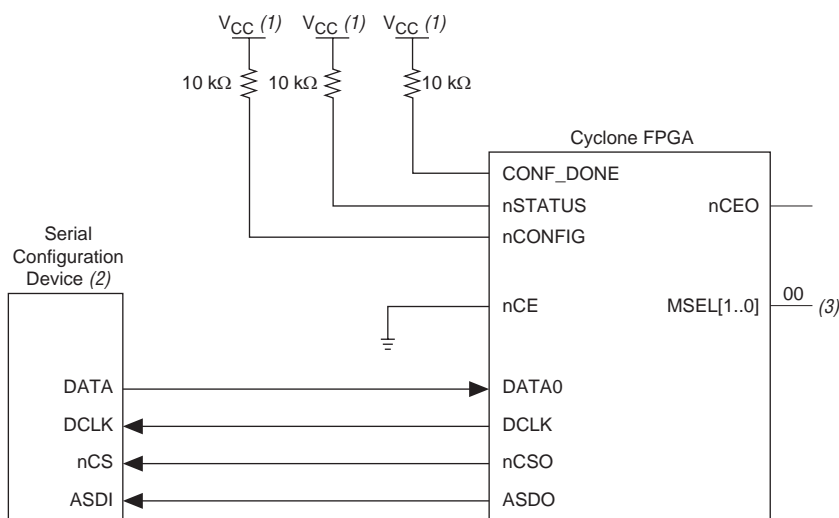 VCC (1) VCC (1) VCC (1)
10 kΩ 10 kΩ 10 kΩ
Cyclone FPGA
CONF_DONE
nSTATUS nCEO
nCONFIG
Serial
Configuration
Device (2)
nCE MSEL[1..0] 00 (3)
DATA DATA0
DCLK DCLK
nCS nCSO
ASDI ASDO